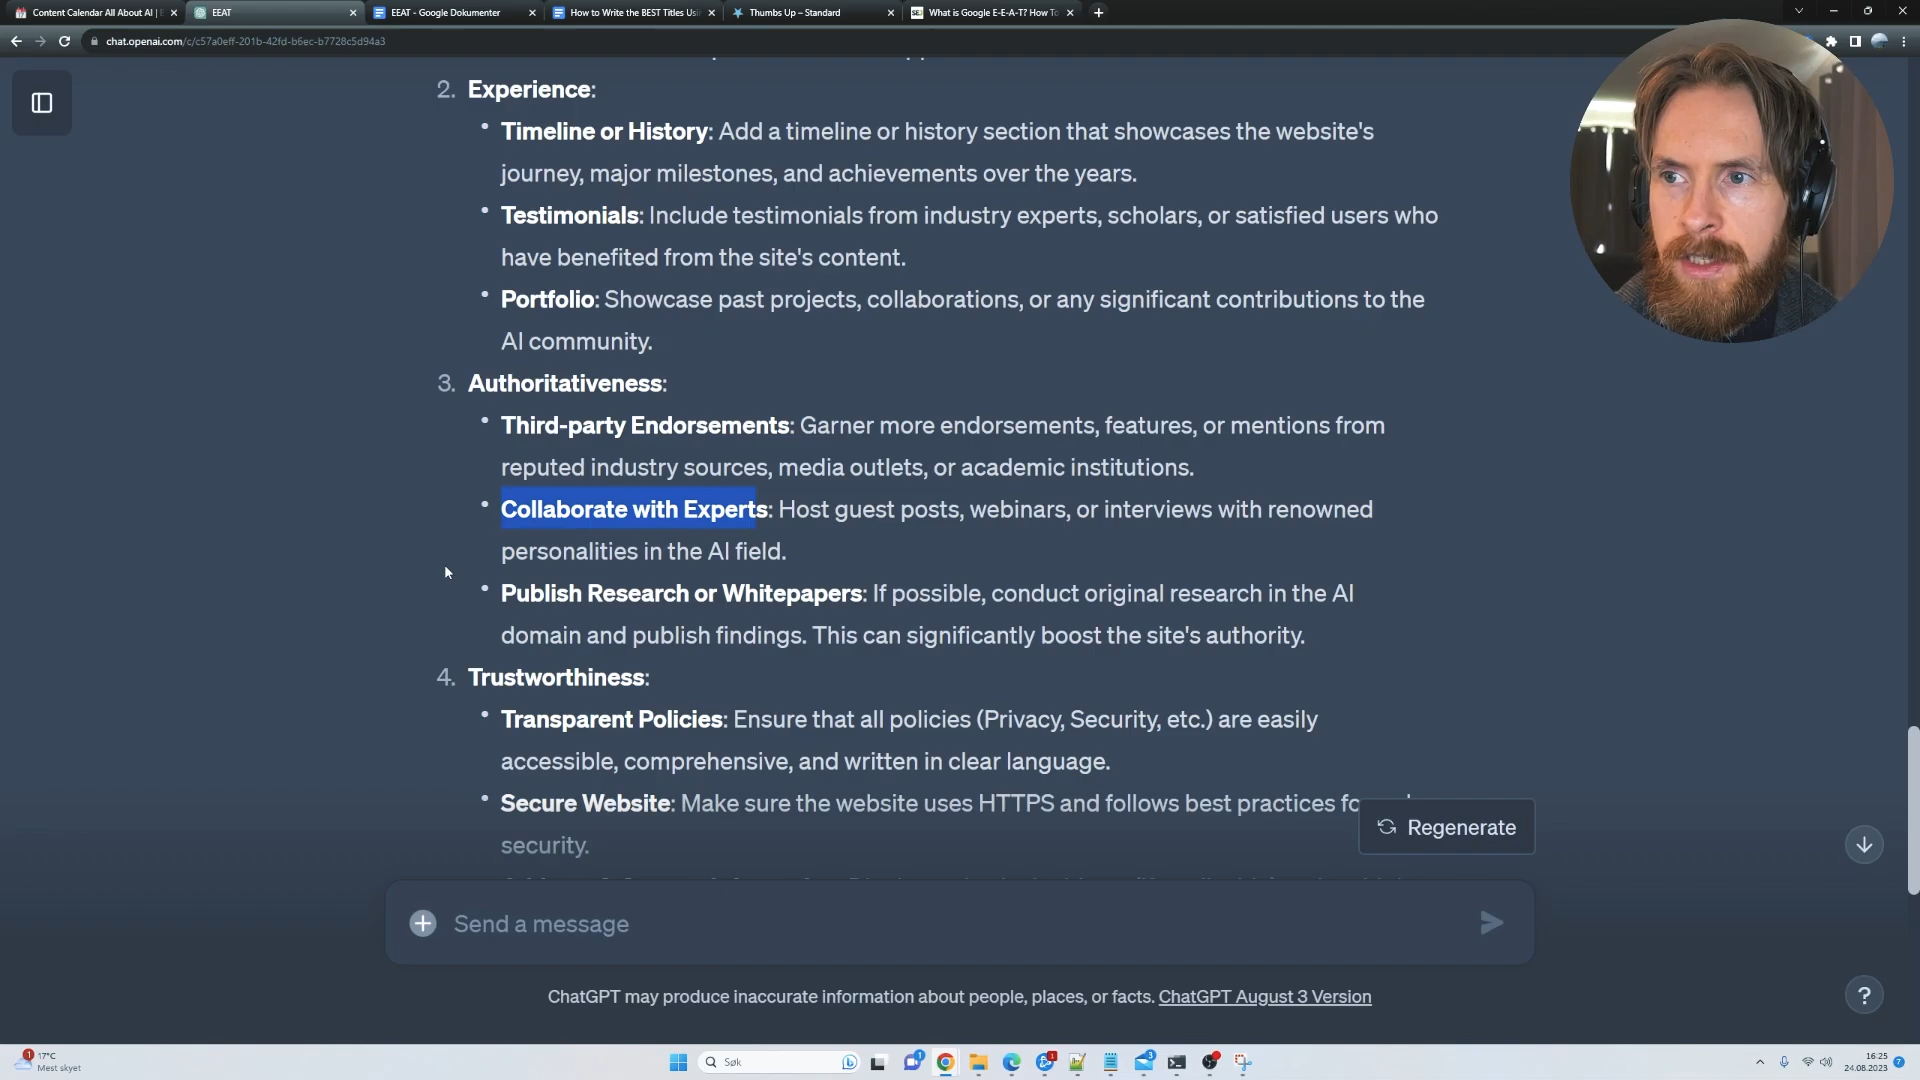 Content Calendar All About AI |
EEAT
EEAT - Google Dokumenter
How to Write the BEST Titles Usi
Thumbs Up – Standard
What is Google E-E-A-T? How To
chat.openai.com/c/c57a0eff-201b-42fd-b6ec-b7728c5d94a3
2. Experience:
Timeline or History: Add a timeline or history section that showcases the website's
journey, major milestones, and achievements over the years.
Testimonials: Include testimonials from industry experts, scholars, or satisfied users who
have benefited from the site's content.
Portfolio: Showcase past projects, collaborations, or any significant contributions to the
AI community.
3. Authoritativeness:
Third-party Endorsements: Garner more endorsements, features, or mentions from
reputed industry sources, media outlets, or academic institutions.
Collaborate with Experts: Host guest posts, webinars, or interviews with renowned
personalities in the AI field.
Publish Research or Whitepapers: If possible, conduct original research in the AI
domain and publish findings. This can significantly boost the site's authority.
4. Trustworthiness:
Transparent Policies: Ensure that all policies (Privacy, Security, etc.) are easily
accessible, comprehensive, and written in clear language.
Secure Website: Make sure the website uses HTTPS and follows best practices
security.
Regenerate
Send a message
ChatGPT may produce inaccurate information about people, places, or facts. ChatGPT August 3 Version
?
17°C
Mest skyet
Søk
16:25
24.08.2023